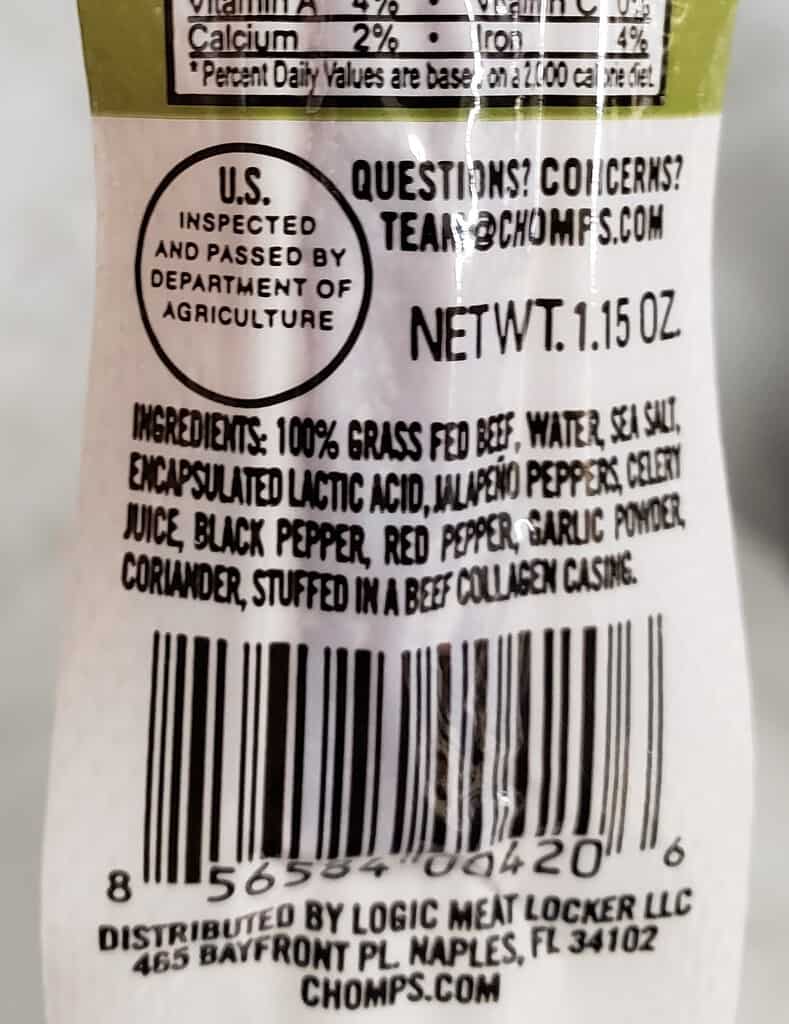 Vitamin A 4% • Vitamin C 0%
Calcium 2% • Iron 4%
*Percent Daily Values are based on a 2,000 calorie diet.
U.S.
INSPECTED
AND PASSED BY
DEPARTMENT OF
AGRICULTURE
QUESTIONS? CONCERNS?
TEAM@CHOMPS.COM
NET WT. 1.15 OZ.
INGREDIENTS: 100% GRASS FED BEEF, WATER, SEA SALT,
ENCAPSULATED LACTIC ACID, JALAPEÑO PEPPERS, CELERY
JUICE, BLACK PEPPER, RED PEPPER, GARLIC POWDER,
CORIANDER, STUFFED IN A BEEF COLLAGEN CASING.
8 56584 00420 6
DISTRIBUTED BY LOGIC MEAT LOCKER LLC
465 BAYFRONT PL. NAPLES, FL 34102
CHOMPS.COM